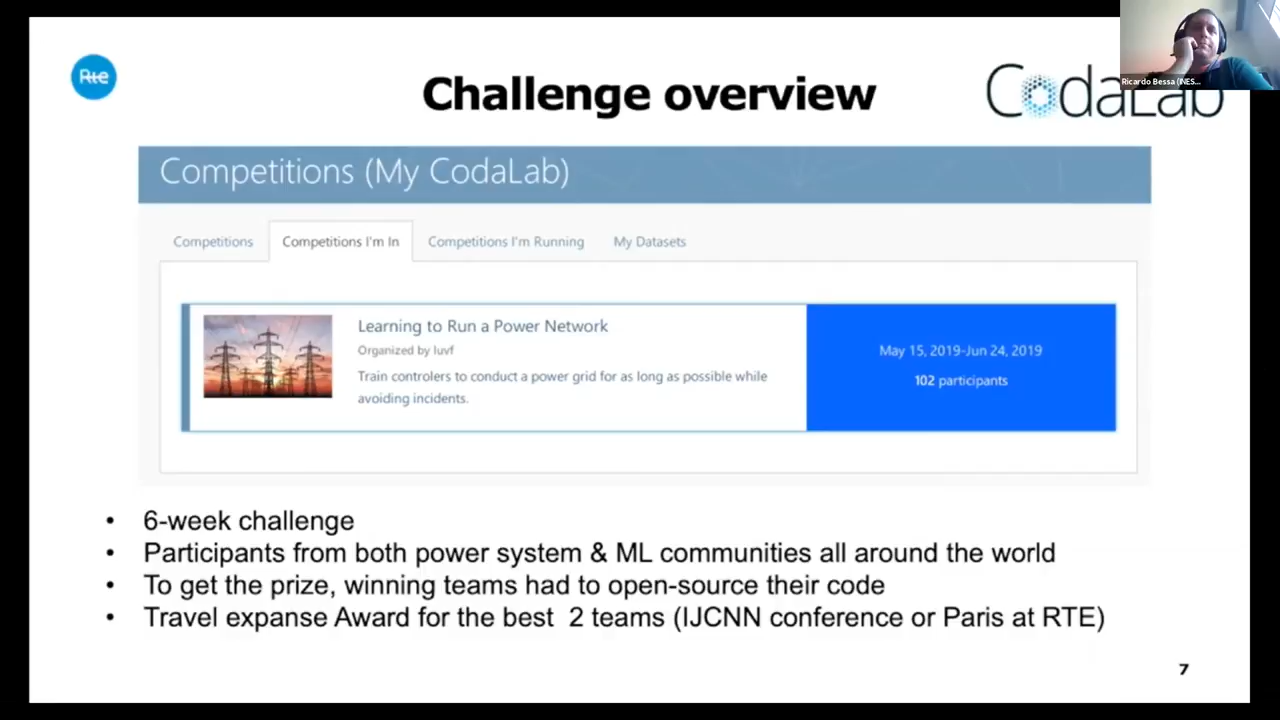 Rte
Challenge overview
CodaLab
Ricardo Bessa (INES...
Competitions (My CodaLab)
Competitions
Competitions I'm In
Competitions I'm Running
My Datasets
Learning to Run a Power Network
Organized by luvf
Train controlers to conduct a power grid for as long as possible while
avoiding incidents.
May 15, 2019-Jun 24, 2019
102 participants
• 6-week challenge
• Participants from both power system & ML communities all around the world
• To get the prize, winning teams had to open-source their code
• Travel expanse Award for the best 2 teams (IJCNN conference or Paris at RTE)
7